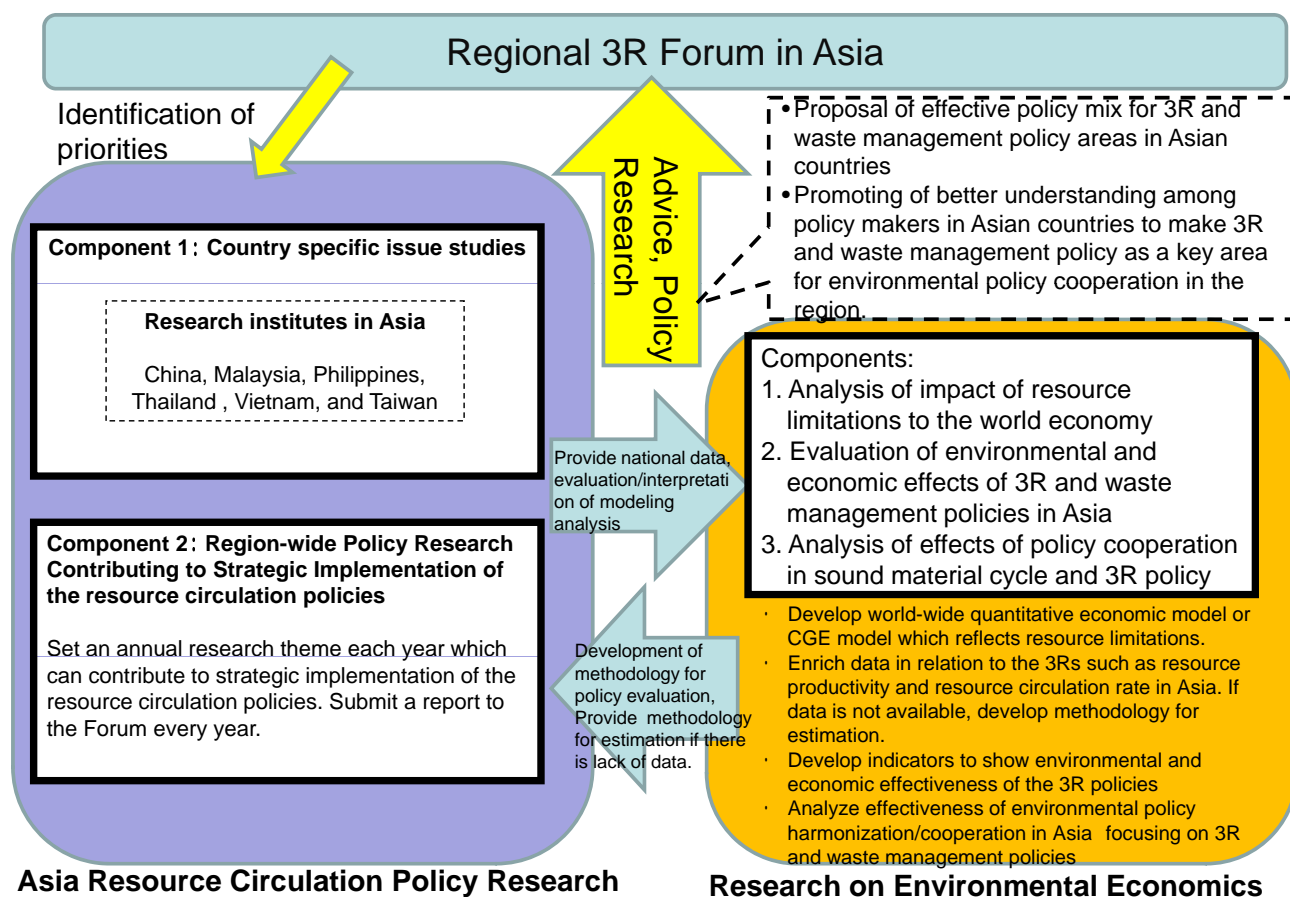 Regional 3R Forum in Asia
Identification of
priorities
Advice, Policy
Research
•Proposal of effective policy mix for 3R and
waste management policy areas in Asian
countries
•Promoting of better understanding among
policy makers in Asian countries to make 3R
and waste management policy as a key area
for environmental policy cooperation in the
region.
Component 1: Country specific issue studies
Research institutes in Asia
China, Malaysia, Philippines,
Thailand , Vietnam, and Taiwan
Component 2: Region-wide Policy Research
Contributing to Strategic Implementation of
the resource circulation policies
Set an annual research theme each year which
can contribute to strategic implementation of the
resource circulation policies. Submit a report to
the Forum every year.
Provide national data,
evaluation/interpretati
on of modeling
analysis
Development of
methodology for
policy evaluation,
Provide methodology
for estimation if there
is lack of data.
Components:
1. Analysis of impact of resource
limitations to the world economy
2. Evaluation of environmental and
economic effects of 3R and waste
management policies in Asia
3. Analysis of effects of policy cooperation
in sound material cycle and 3R policy
· Develop world-wide quantitative economic model or
CGE model which reflects resource limitations.
· Enrich data in relation to the 3Rs such as resource
productivity and resource circulation rate in Asia. If
data is not available, develop methodology for
estimation.
· Develop indicators to show environmental and
economic effectiveness of the 3R policies
· Analyze effectiveness of environmental policy
harmonization/cooperation in Asia focusing on 3R
and waste management policies
Asia Resource Circulation Policy Research
Research on Environmental Economics